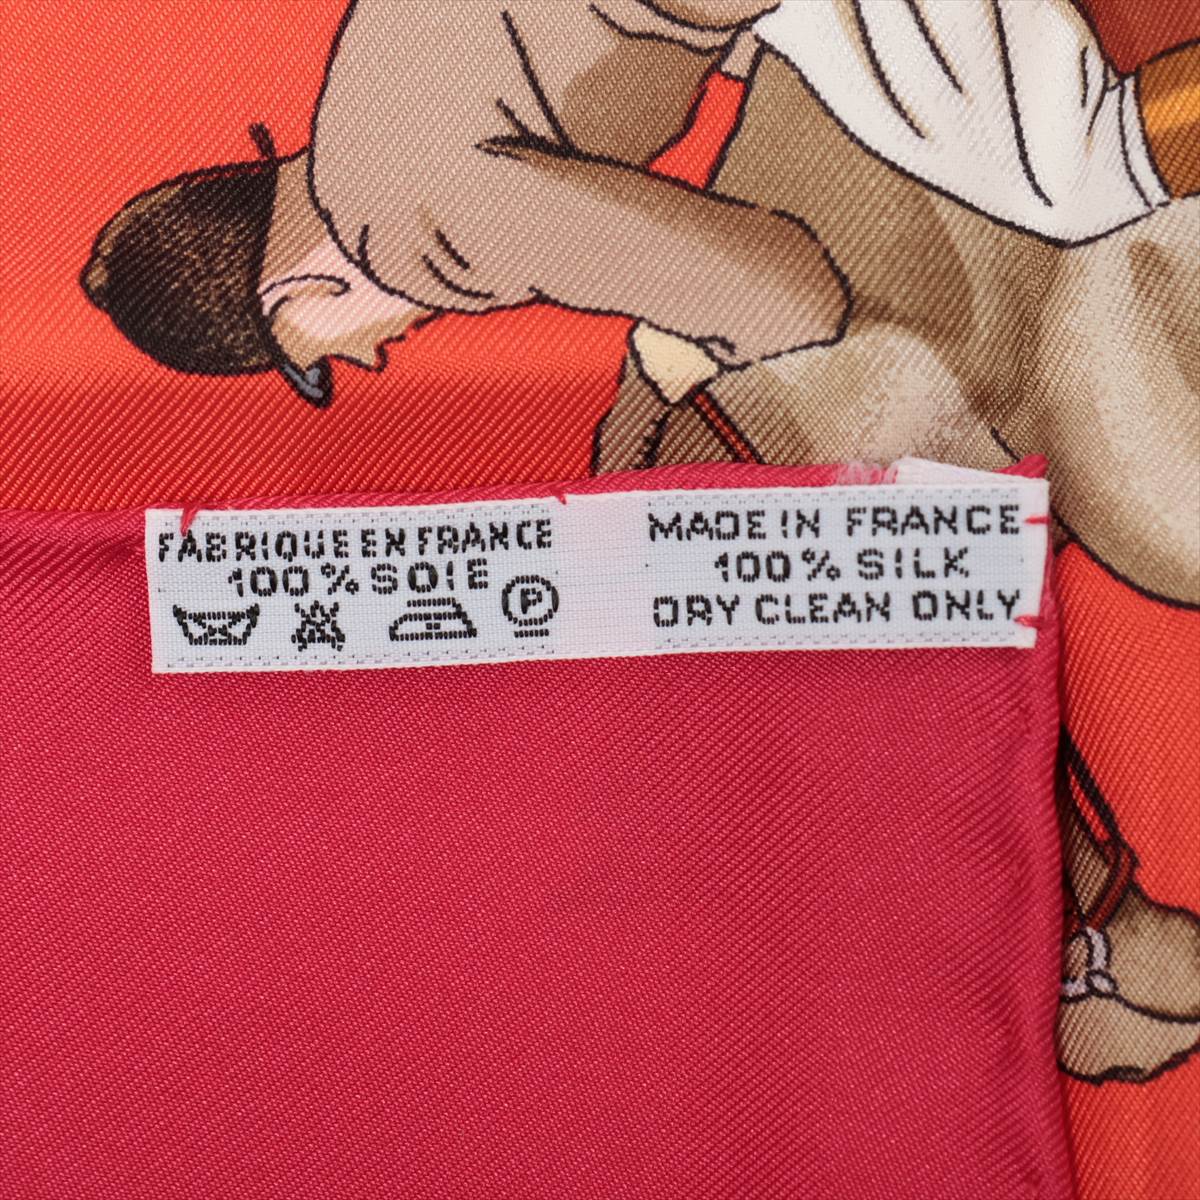 FABRIQUE EN FRANCE
100% SOIE
P
MADE IN FRANCE
100% SILK
DRY CLEAN ONLY